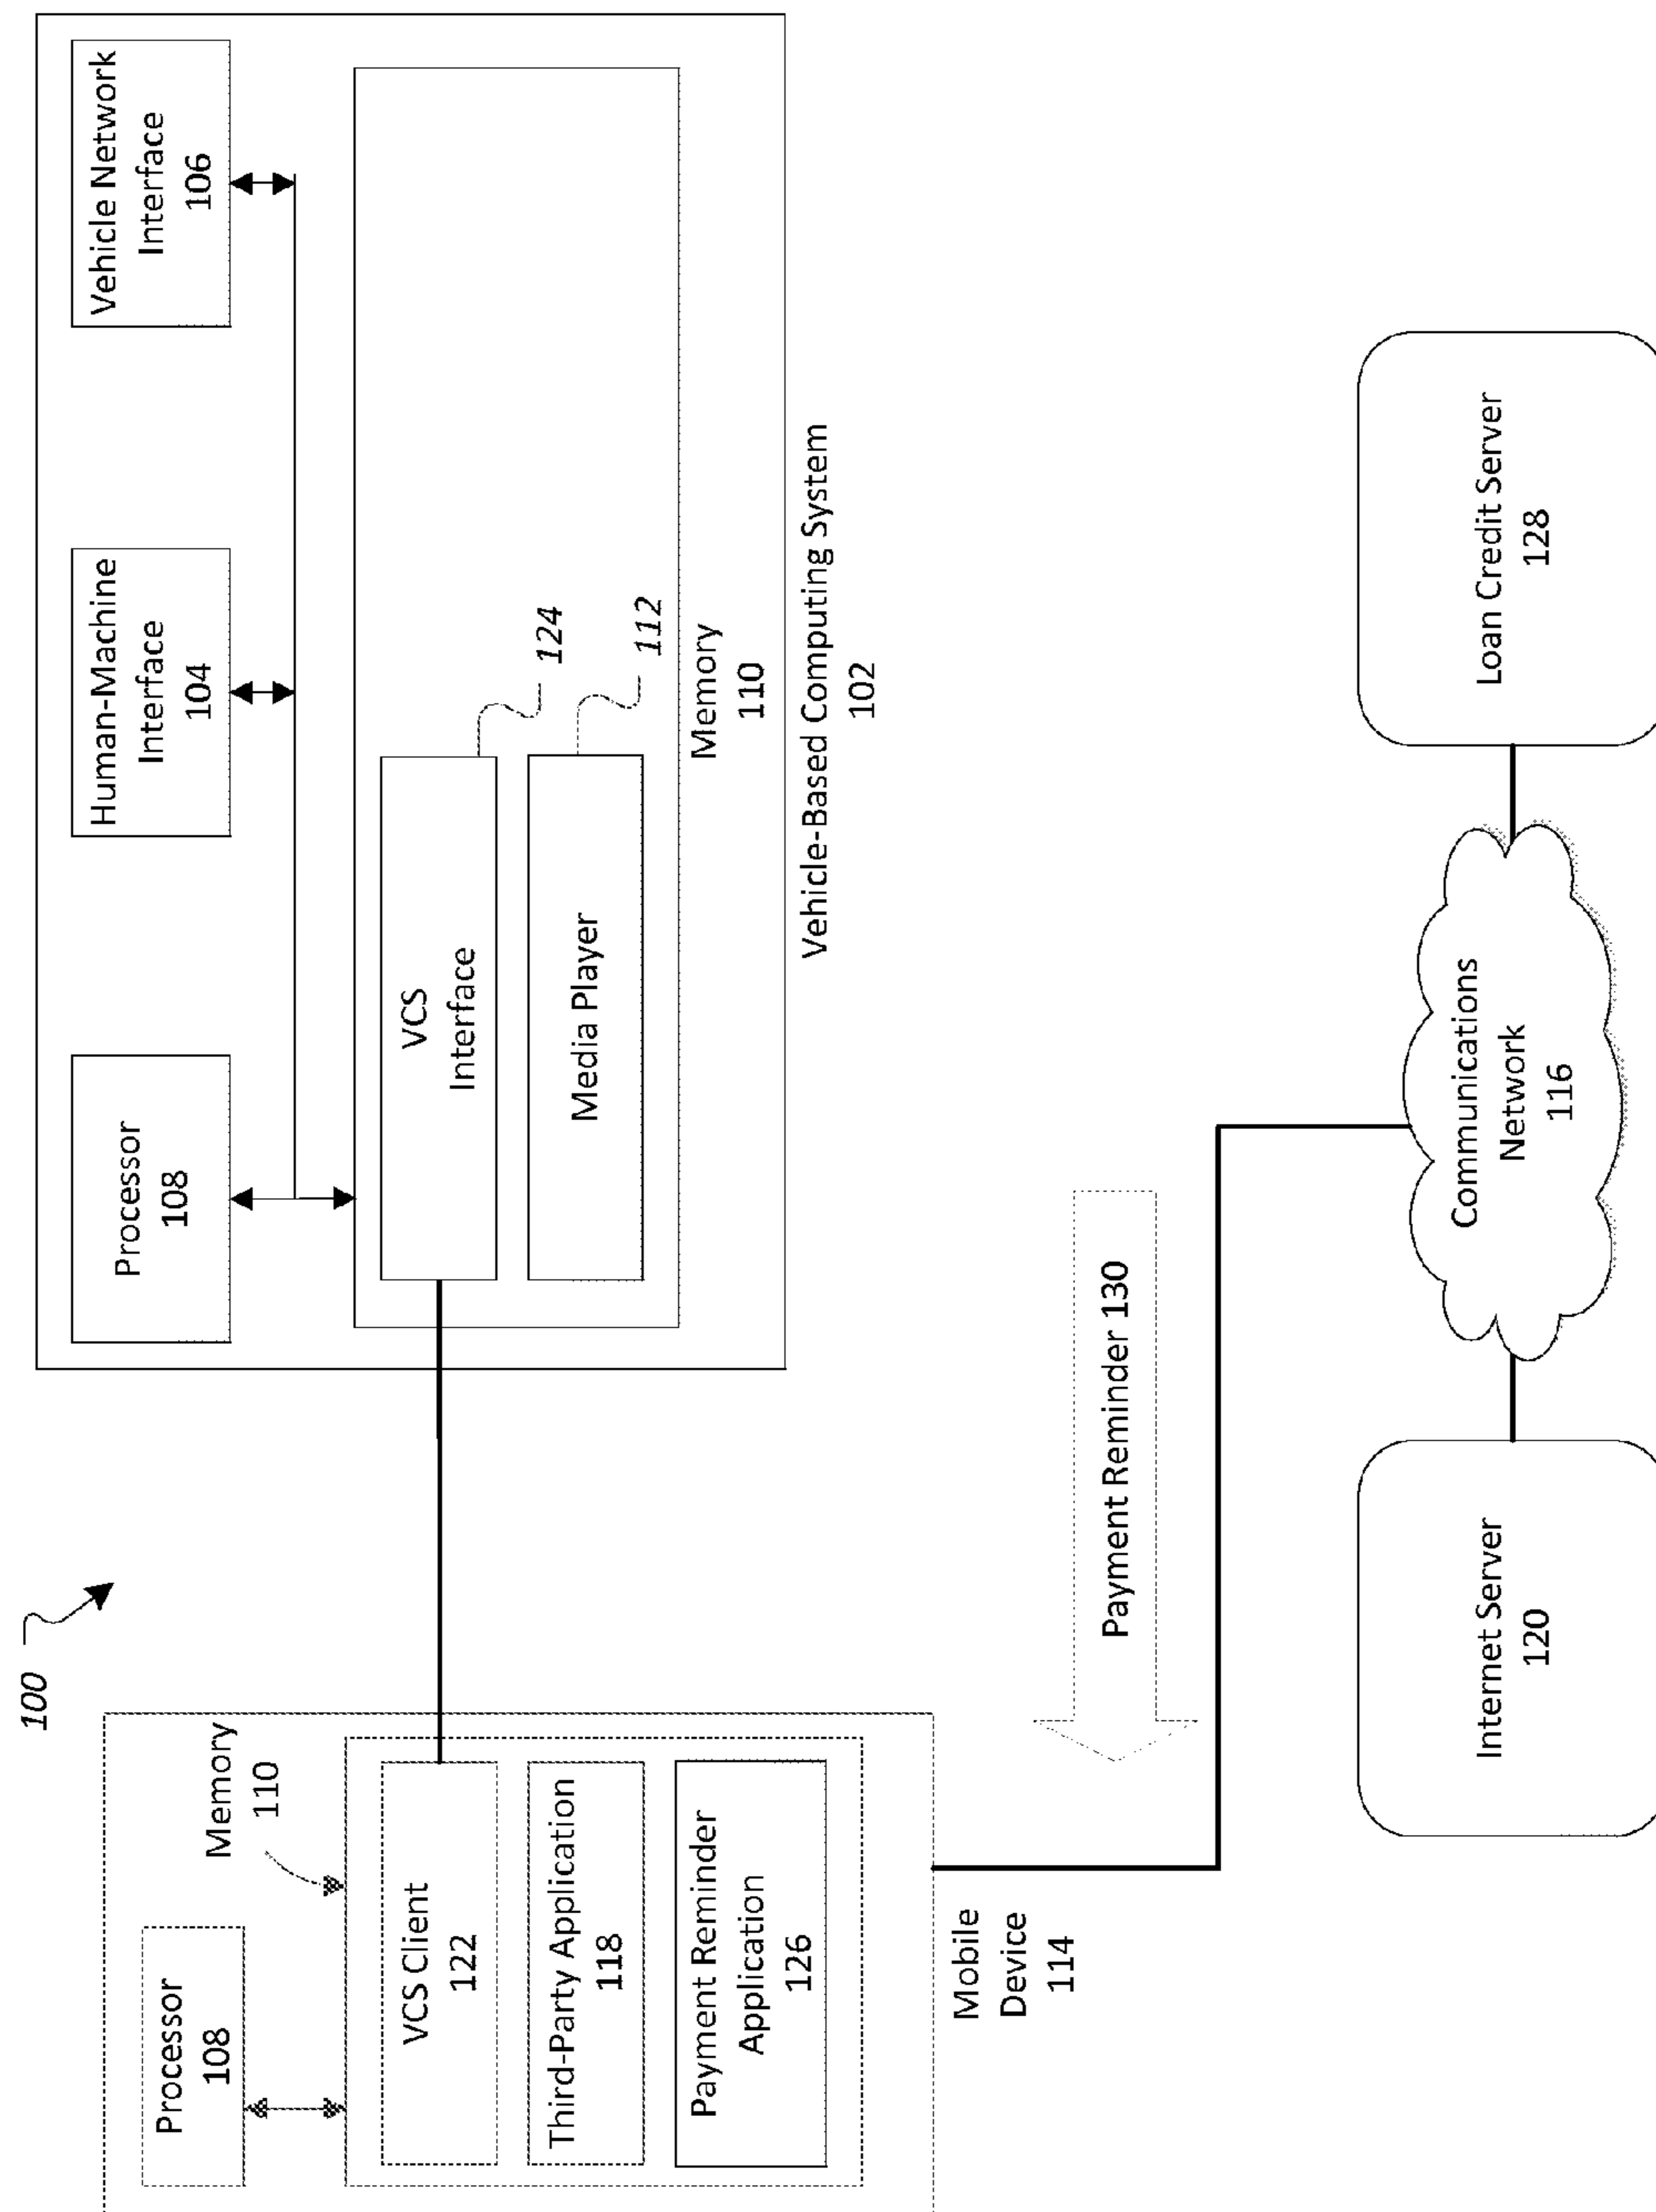 100
Processor
108
Memory
110
VCS Client
122
Third-Party Application
118
Payment Reminder
Application
126
Mobile
Device
114
Processor
108
Human-Machine
Interface
104
Vehicle Network
Interface
106
VCS
Interface
124
Media Player
112
Memory
110
Vehicle-Based Computing System
102
Payment Reminder 130
Internet Server
120
Communications
Network
116
Loan Credit Server
128